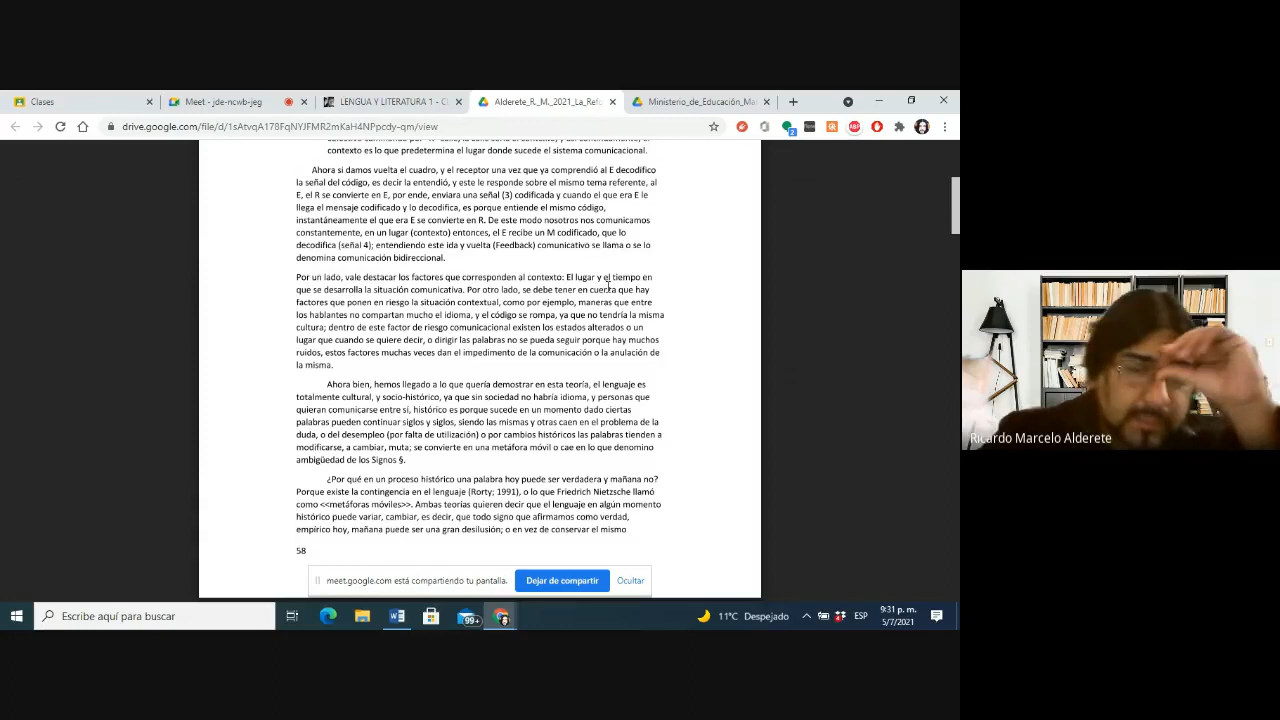 Clases
Meet - jde-ncwb-jeg
LENGUA Y LITERATURA 1 - C
Alderete_R._M._2021_La_Refo
Ministerio_de_Educación_Ma
drive.google.com/file/d/1sAtvqA178FqNYJFMR2mKaH4NPpcdy-qm/view
contexto es lo que predetermina el lugar donde sucede el sistema comunicacional.
Ahora si damos vuelta el cuadro, y el receptor una vez que ya comprendió al E decodifico
la señal del código, es decir la entendió, y este le responde sobre el mismo tema referente, al
E, el R se convierte en E, por ende, enviara una señal (3) codificada y cuando el que era E le
llega el mensaje codificado y lo decodifica, es porque entiende el mismo código,
instantáneamente el que era E se convierte en R. De este modo nosotros nos comunicamos
constantemente, en un lugar (contexto) entonces, el E recibe un M codificado, que lo
decodifica (señal 4); entendiendo este ida y vuelta (Feedback) comunicativo se llama o se lo
denomina comunicación bidireccional.
Por un lado, vale destacar los factores que corresponden al contexto: El lugar y el tiempo en
que se desarrolla la situación comunicativa. Por otro lado, se debe tener en cuenta que hay
factores que ponen en riesgo la situación contextual, como por ejemplo, maneras que entre
los hablantes no compartan mucho el idioma, y el código se rompa, ya que no tendría la misma
cultura; dentro de este factor de riesgo comunicacional existen los estados alterados o un
lugar que cuando se quiere decir, o dirigir las palabras no se pueda seguir porque hay muchos
ruidos, estos factores muchas veces dan el impedimento de la comunicación o la anulación de
la misma.
Ahora bien, hemos llegado a lo que quería demostrar en esta teoría, el lenguaje es
totalmente cultural, y socio-histórico, ya que sin sociedad no habría idioma, y personas que
quieran comunicarse entre sí, histórico es porque sucede en un momento dado ciertas
palabras pueden continuar siglos y siglos, siendo las mismas y otras caen en el problema de la
duda, o del desempleo (por falta de utilización) o por cambios históricos las palabras tienden a
modificarse, a cambiar, muta; se convierte en una metáfora móvil o cae en lo que denomino
ambigüedad de los Signos §.
¿Por qué en un proceso histórico una palabra hoy puede ser verdadera y mañana no?
Porque existe la contingencia en el lenguaje (Rorty; 1991), o lo que Friedrich Nietzsche llamó
como <<metáforas móviles>>. Ambas teorías quieren decir que el lenguaje en algún momento
histórico puede variar, cambiar, es decir, que todo signo que afirmamos como verdad,
empírico hoy, mañana puede ser una gran desilusión; o en vez de conservar el mismo
58
meet.google.com está compartiendo tu pantalla.
Dejar de compartir
Ocultar
Ricardo Marcelo Alderete
Escribe aquí para buscar
99+
11°C Despejado
ESP
9:31 p. m.
5/7/2021